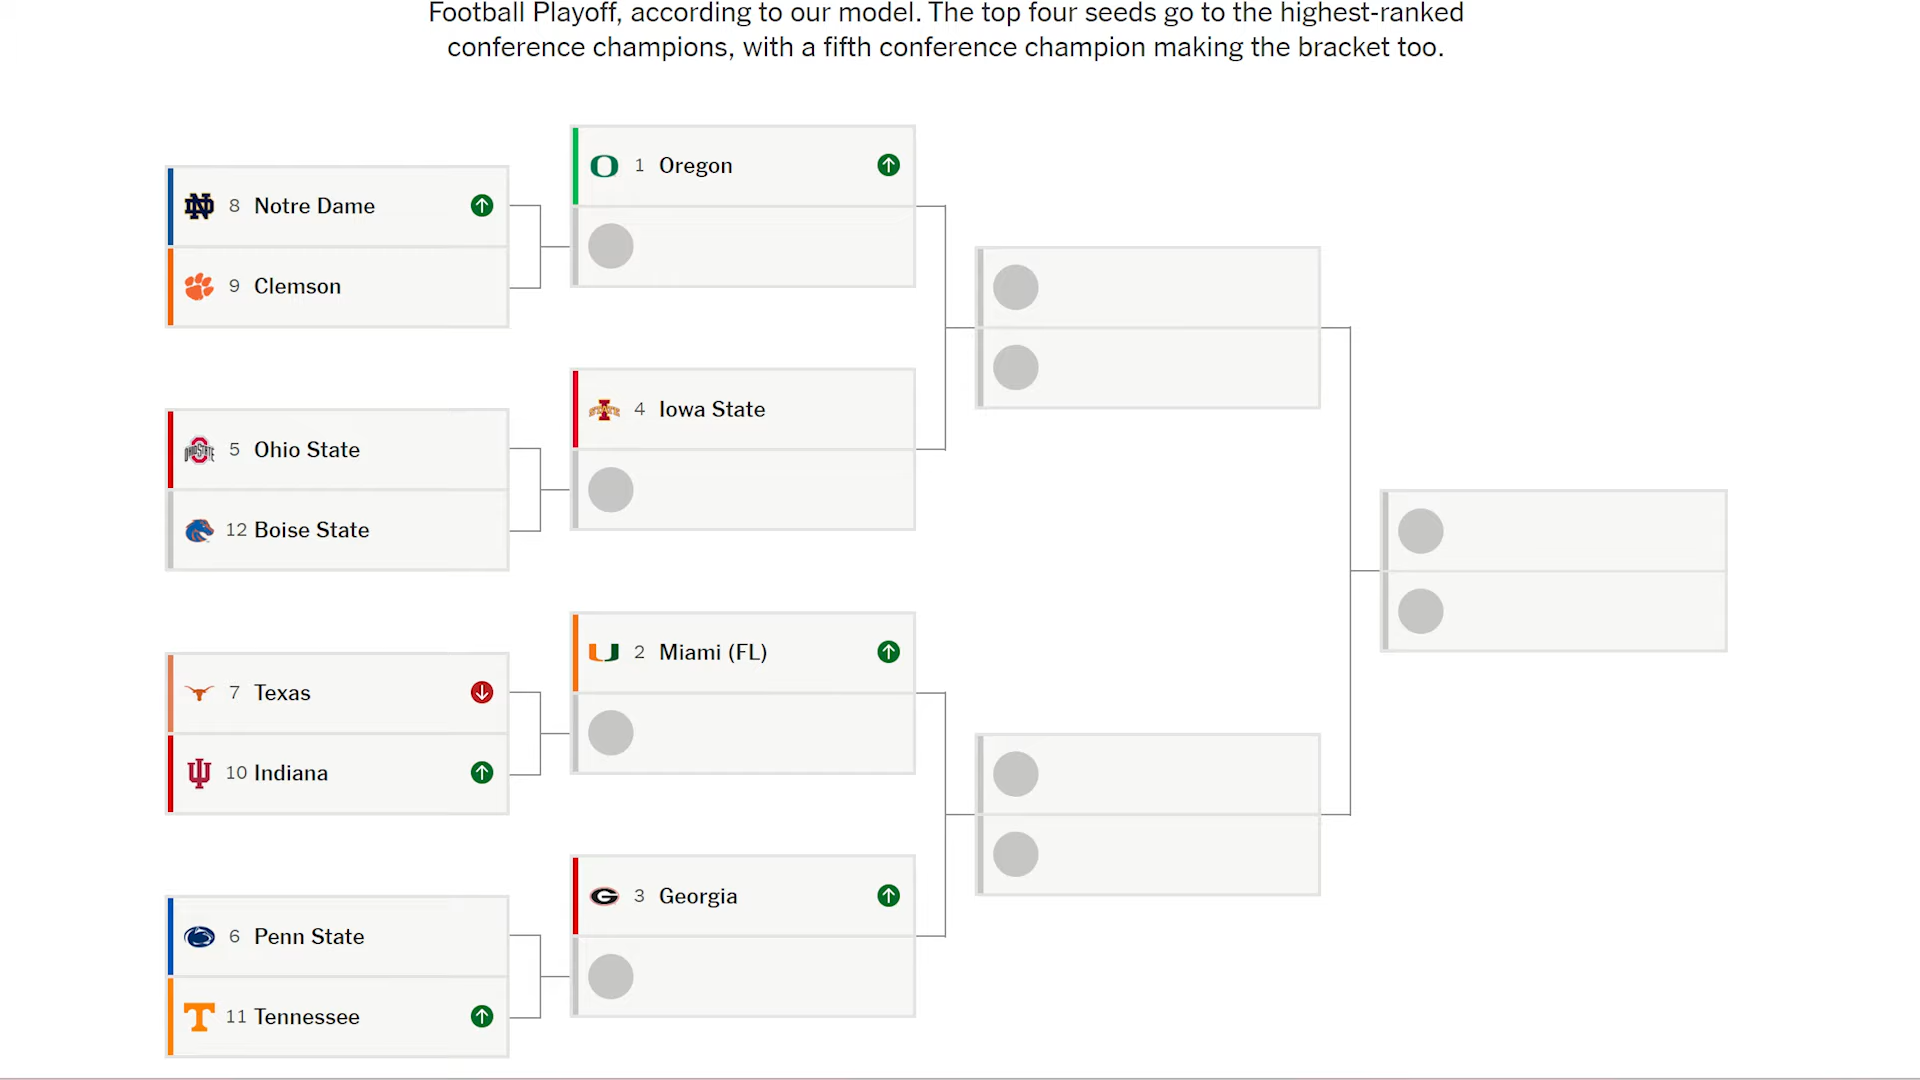 Football Playoff, according to our model. The top four seeds go to the highest-ranked
conference champions, with a fifth conference champion making the bracket too.
8 Notre Dame
9 Clemson
1 Oregon
5 Ohio State
12 Boise State
4 Iowa State
7 Texas
10 Indiana
2 Miami (FL)
6 Penn State
11 Tennessee
3 Georgia